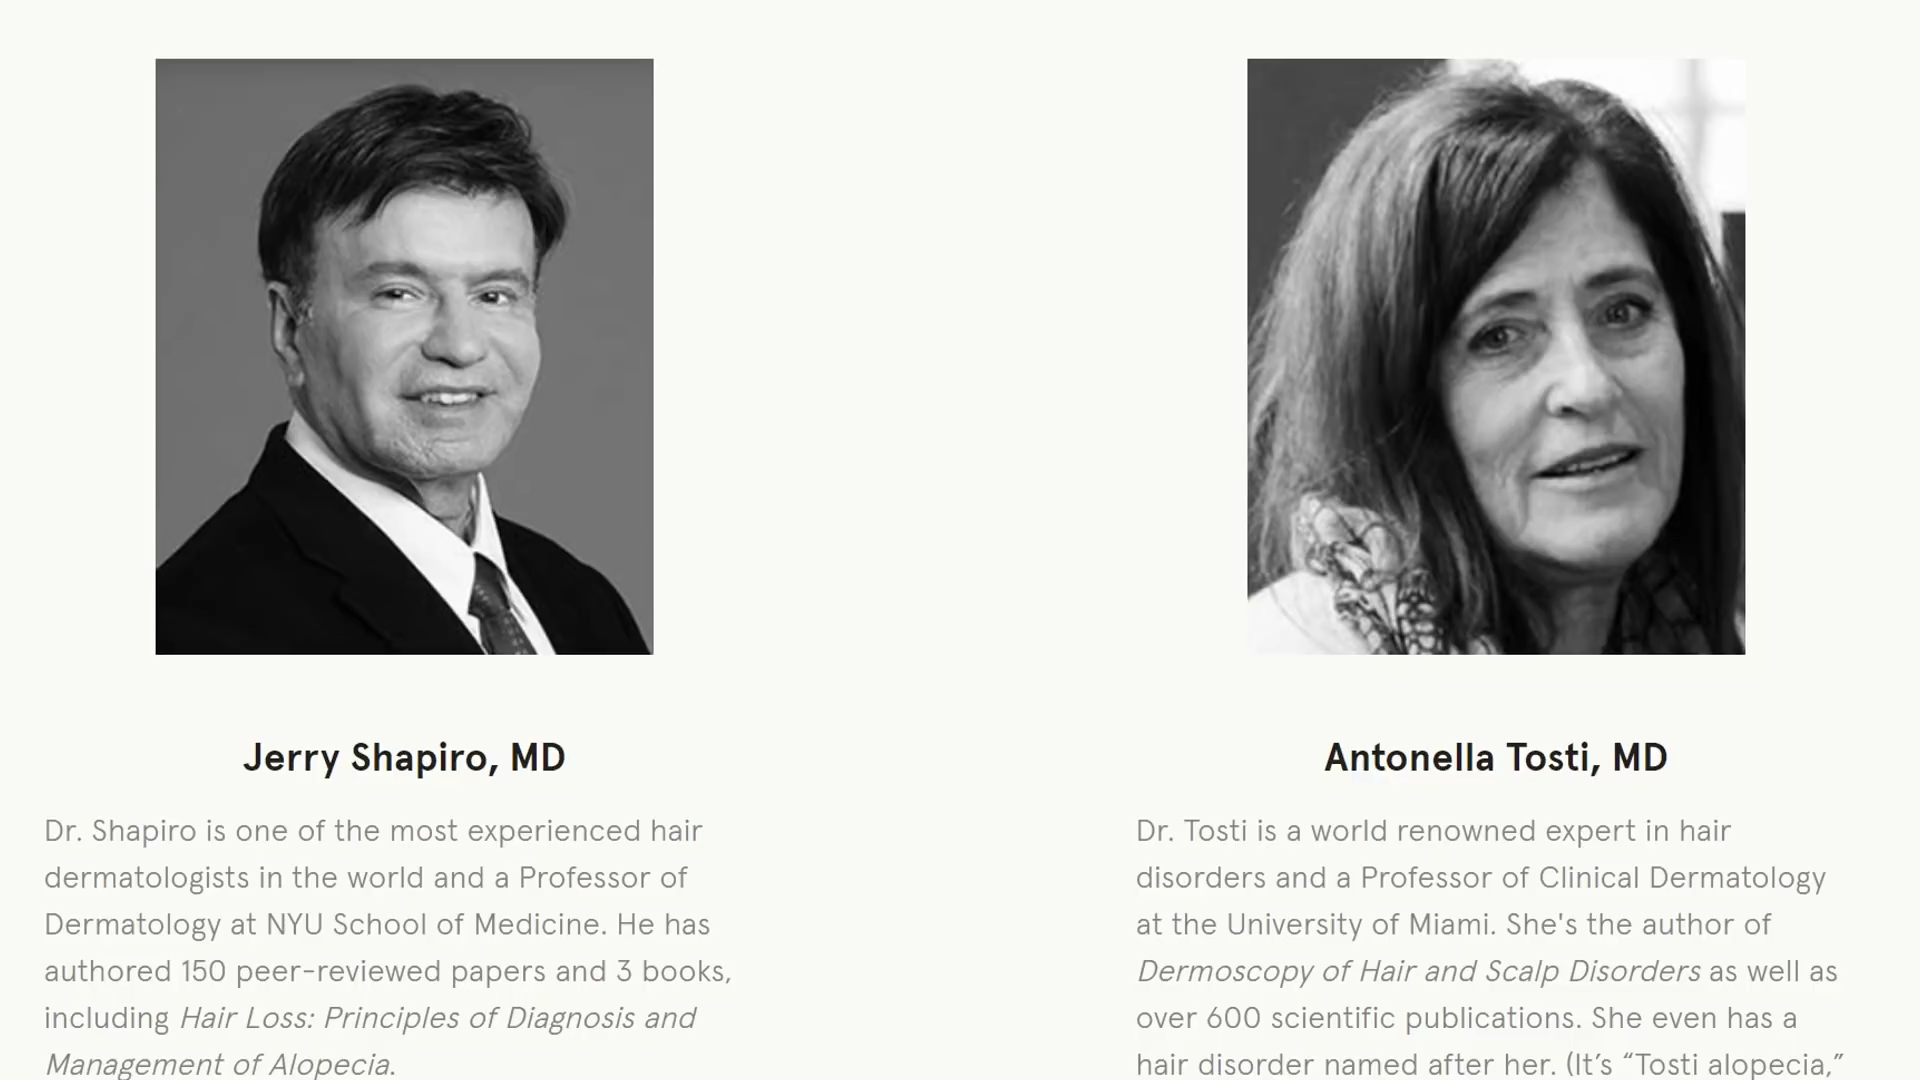 Jerry Shapiro, MD
Dr. Shapiro is one of the most experienced hair
dermatologists in the world and a Professor of
Dermatology at NYU School of Medicine. He has
authored 150 peer-reviewed papers and 3 books,
including Hair Loss: Principles of Diagnosis and
Management of Alopecia.
Antonella Tosti, MD
Dr. Tosti is a world renowned expert in hair
disorders and a Professor of Clinical Dermatology
at the University of Miami. She's the author of
Dermoscopy of Hair and Scalp Disorders as well as
over 600 scientific publications. She even has a
hair disorder named after her. (It’s “Tosti alopecia,”